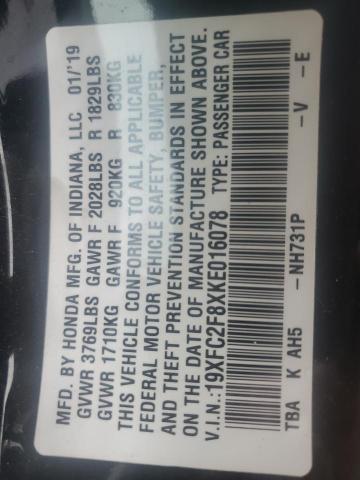 MFD. BY HONDA MFG. OF INDIANA, LLC 01/'19
GVWR 3769LBS GAWR F 2028LBS R 1829LBS
GVWR 1710KG GAWR F 920KG R 830KG
THIS VEHICLE CONFORMS TO ALL APPLICABLE
FEDERAL MOTOR VEHICLE SAFETY, BUMPER,
AND THEFT PREVENTION STANDARDS IN EFFECT
ON THE DATE OF MANUFACTURE SHOWN ABOVE.
V.I.N.:19XFC2F8XKE016078 TYPE: PASSENGER CAR
TBA K AH5 -NH731P -V -E